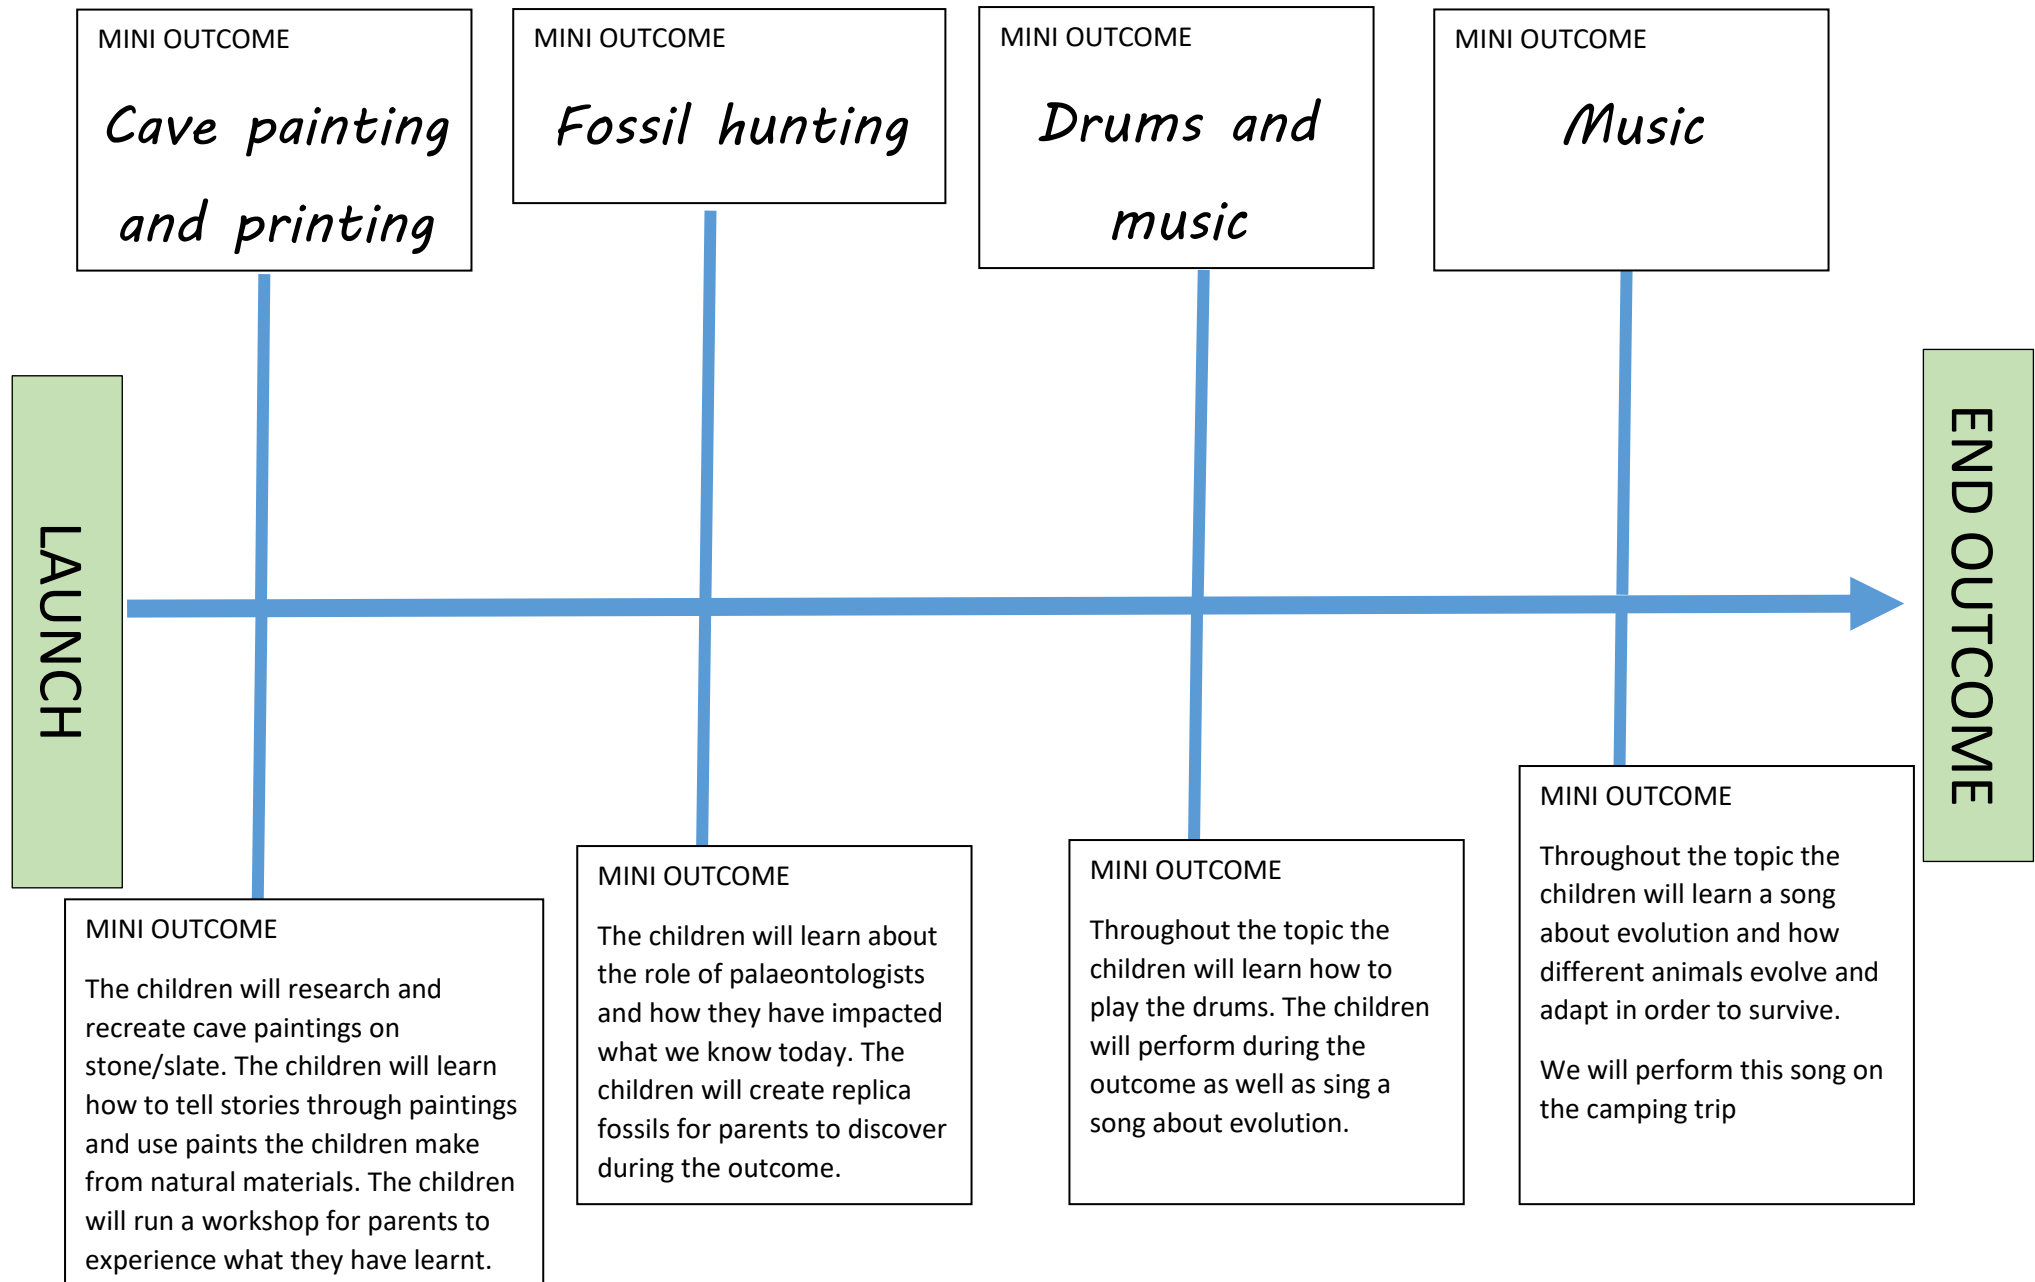 MINI OUTCOME
Cave painting
and printing
MINI OUTCOME
Fossil hunting
MINI OUTCOME
Drums and
music
MINI OUTCOME
Music
LAUNCH
END OUTCOME
MINI OUTCOME
The children will research and
recreate cave paintings on
stone/slate. The children will learn
how to tell stories through paintings
and use paints the children make
from natural materials. The children
will run a workshop for parents to
experience what they have learnt.
MINI OUTCOME
The children will learn about
the role of palaeontologists
and how they have impacted
what we know today. The
children will create replica
fossils for parents to discover
during the outcome.
MINI OUTCOME
Throughout the topic the
children will learn how to
play the drums. The children
will perform during the
outcome as well as sing a
song about evolution.
MINI OUTCOME
Throughout the topic the
children will learn a song
about evolution and how
different animals evolve and
adapt in order to survive.
We will perform this song on
the camping trip